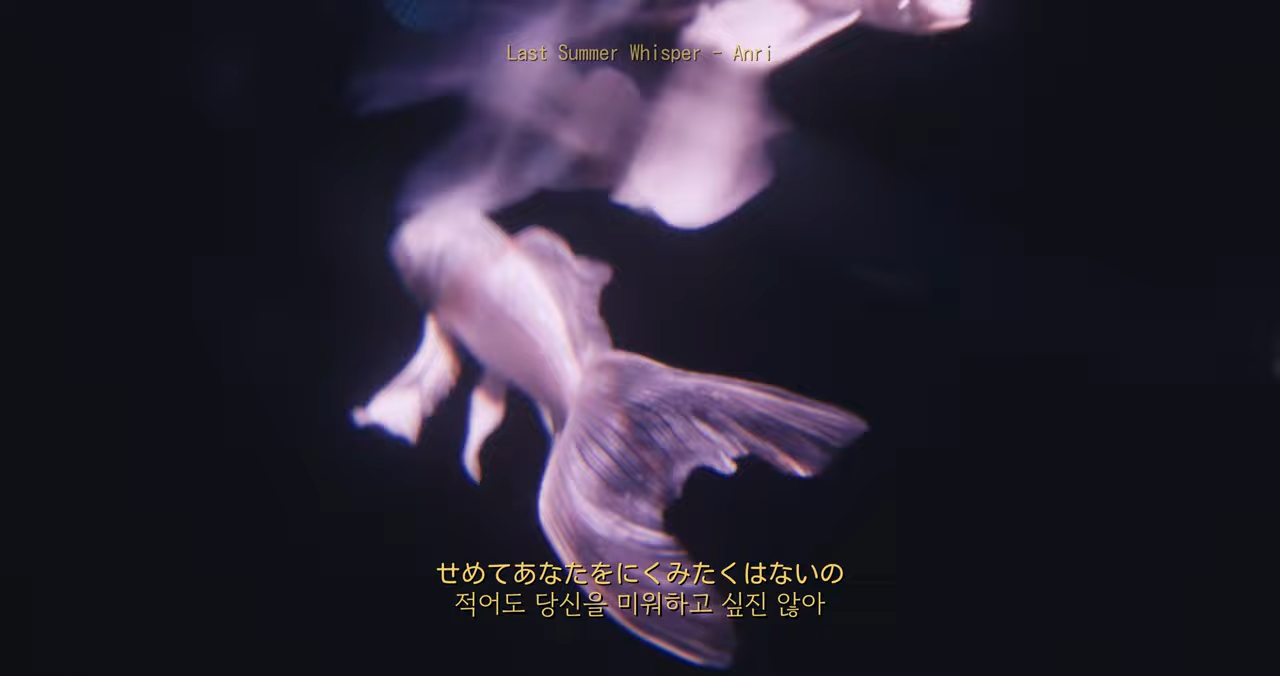 Last Summer Whisper - Anri
せめてあなたをにくみたくはないの
적어도 당신을 미워하고 싶진 않아